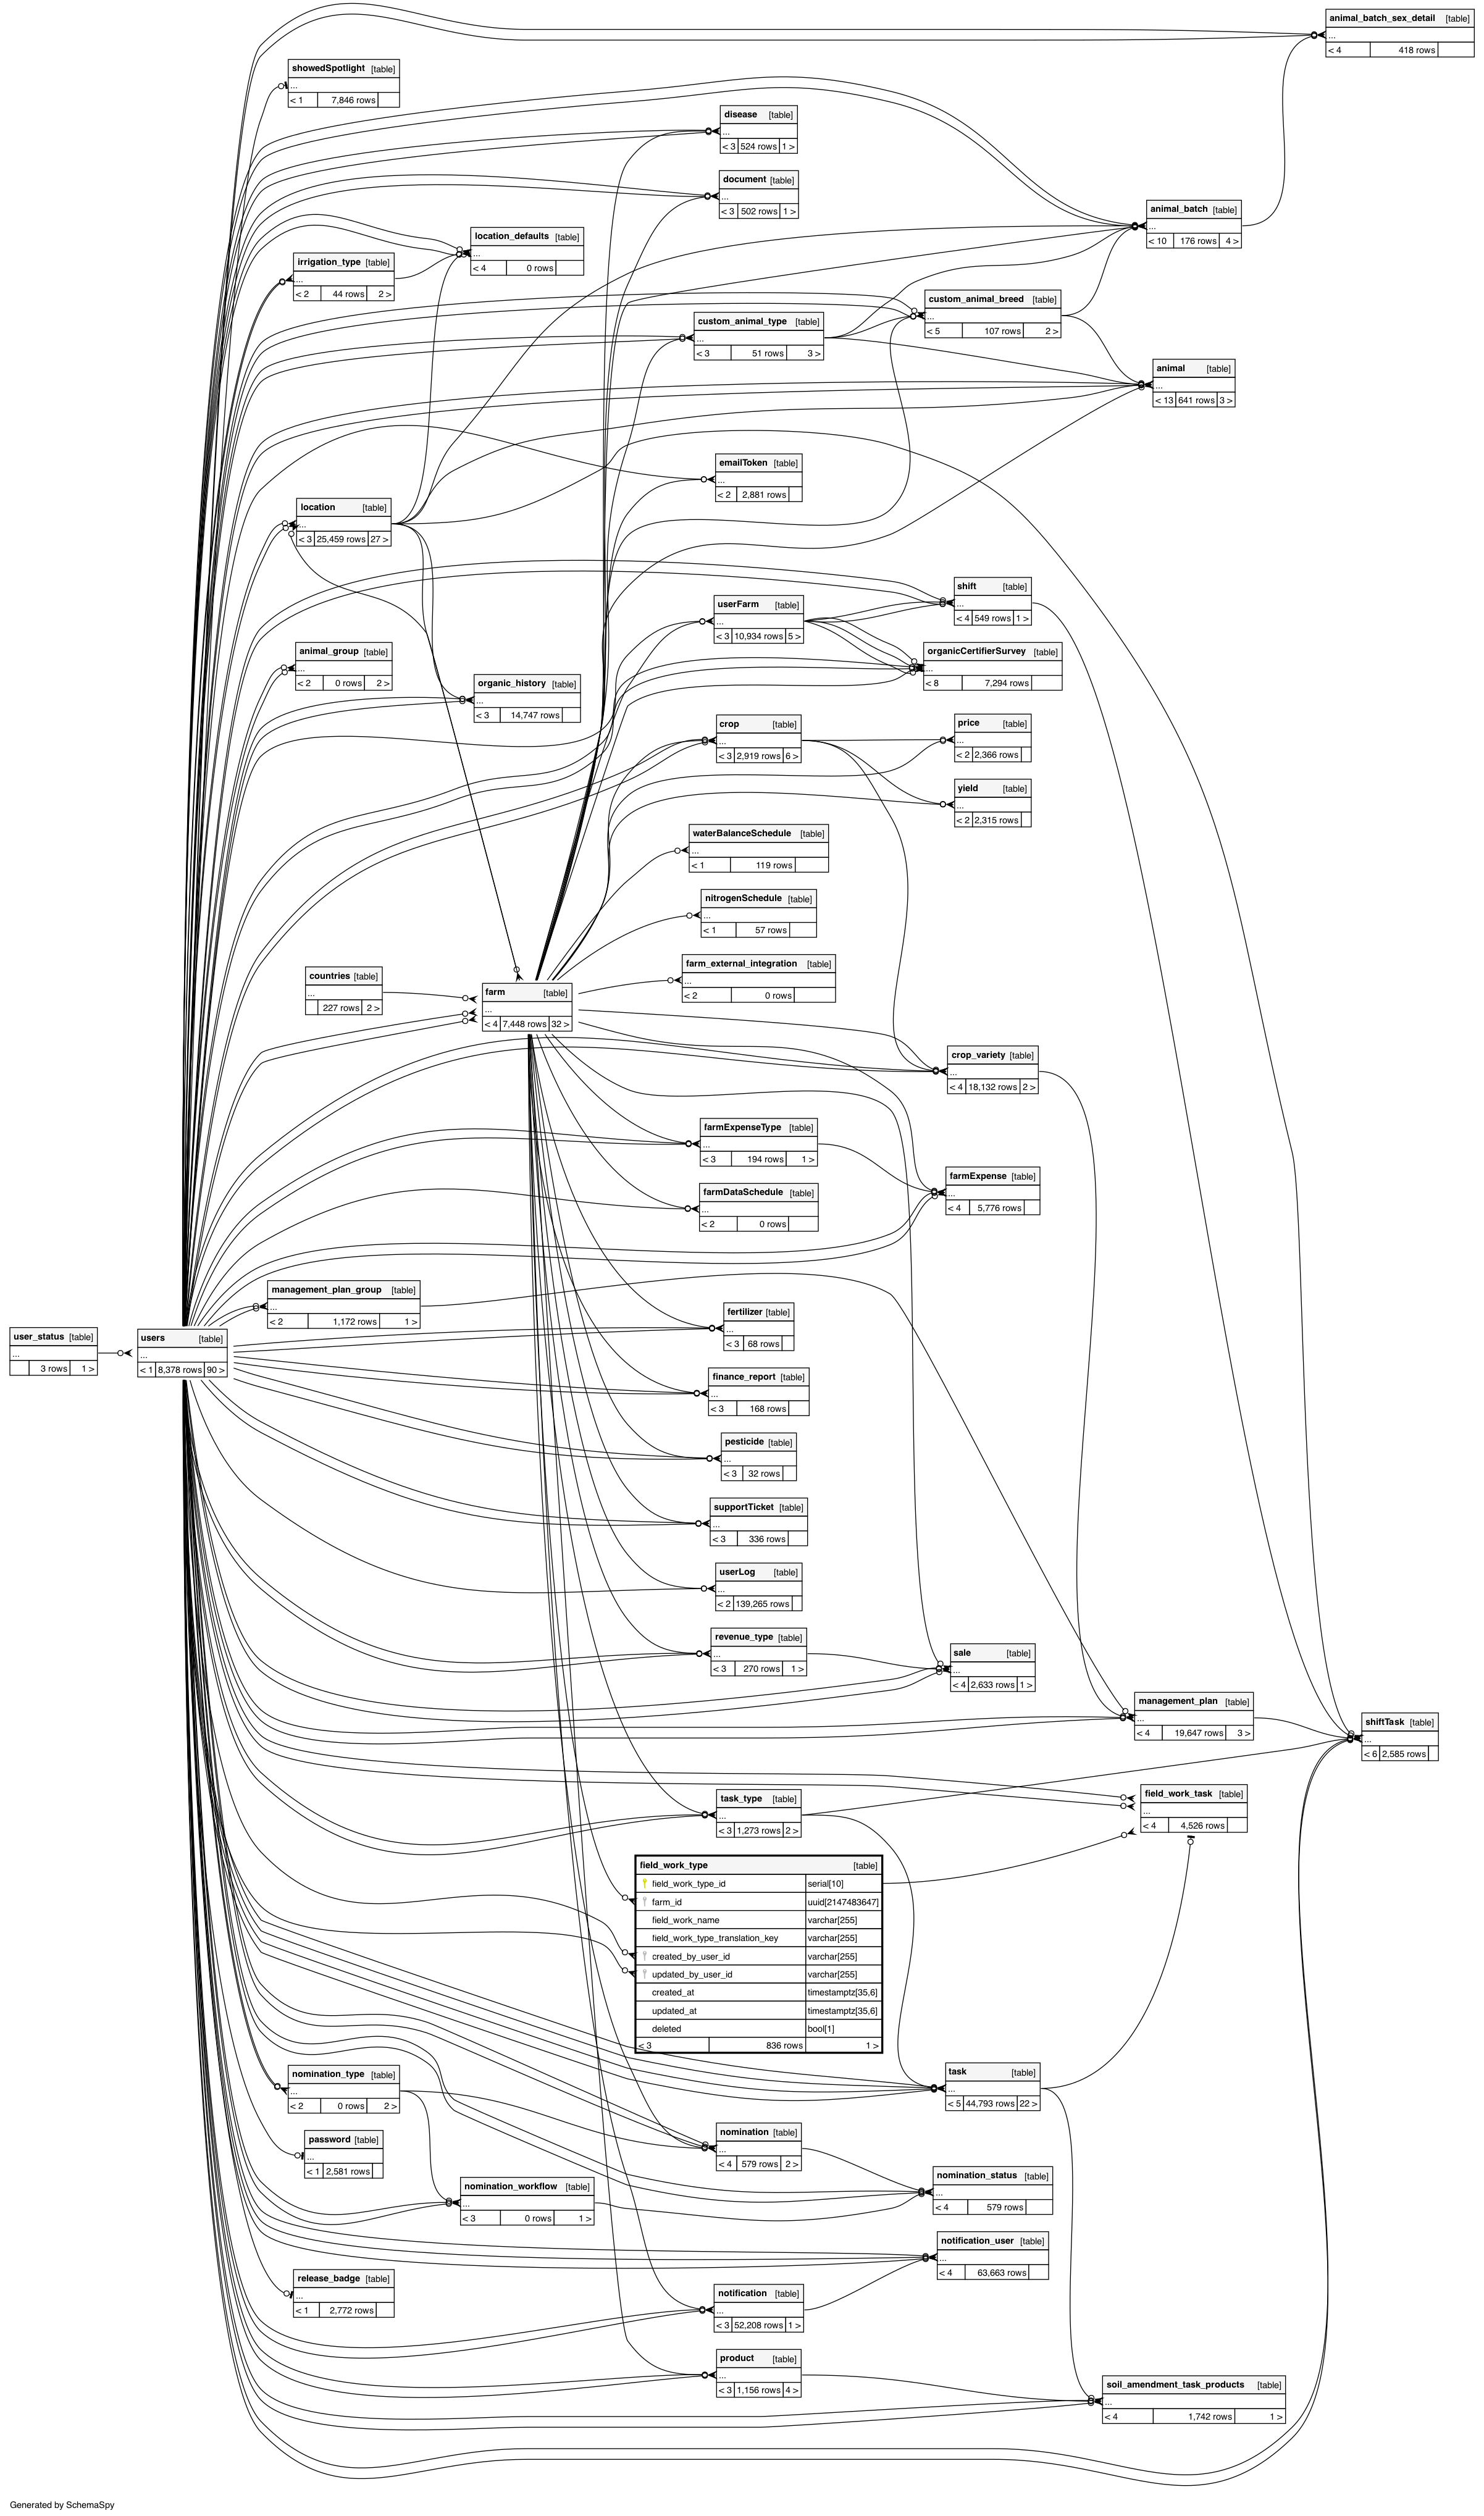 animal_batch_sex_detail [table]
...
< 4 418 rows
showedSpotlight [table]
...
< 1 7,846 rows
disease [table]
...
< 3 524 rows 1 >
document [table]
...
< 3 502 rows 1 >
animal_batch [table]
...
< 10 176 rows 4 >
location_defaults [table]
...
< 4 0 rows
irrigation_type [table]
...
< 2 44 rows 2 >
custom_animal_breed [table]
...
< 5 107 rows 2 >
custom_animal_type [table]
...
< 3 51 rows 3 >
animal [table]
...
< 13 641 rows 3 >
emailToken [table]
...
< 2 2,881 rows
location [table]
...
< 3 25,459 rows 27 >
shift [table]
...
< 4 549 rows 1 >
userFarm [table]
...
< 3 10,934 rows 5 >
animal_group [table]
...
< 2 0 rows 2 >
organicCertifierSurvey [table]
...
< 8 7,294 rows
organic_history [table]
...
< 3 14,747 rows
crop [table]
...
< 3 2,919 rows 6 >
price [table]
...
< 2 2,366 rows
yield [table]
...
< 2 2,315 rows
waterBalanceSchedule [table]
...
< 1 119 rows
nitrogenSchedule [table]
...
< 1 57 rows
farm_external_integration [table]
...
< 2 0 rows
countries [table]
...
227 rows 2 >
farm [table]
...
< 4 7,448 rows 32 >
crop_variety [table]
...
< 4 18,132 rows 2 >
farmExpenseType [table]
...
< 3 194 rows 1 >
farmExpense [table]
...
< 4 5,776 rows
farmDataSchedule [table]
...
< 2 0 rows
management_plan_group [table]
...
< 2 1,172 rows 1 >
fertilizer [table]
...
< 3 68 rows
user_status [table]
...
3 rows 1 >
users [table]
...
< 1 8,378 rows 90 >
finance_report [table]
...
< 3 168 rows
pesticide [table]
...
< 3 32 rows
supportTicket [table]
...
< 3 336 rows
userLog [table]
...
< 2 139,265 rows
revenue_type [table]
...
< 3 270 rows 1 >
sale [table]
...
< 4 2,633 rows 1 >
management_plan [table]
...
< 4 19,647 rows 3 >
shiftTask [table]
...
< 6 2,585 rows
task_type [table]
...
< 3 1,273 rows 2 >
field_work_task [table]
...
< 4 4,526 rows
field_work_type [table]
field_work_type_id serial[10]
farm_id uuid[2147483647]
field_work_name varchar[255]
field_work_type_translation_key varchar[255]
created_by_user_id varchar[255]
updated_by_user_id varchar[255]
created_at timestamptz[35,6]
updated_at timestamptz[35,6]
deleted bool[1]
< 3 836 rows 1 >
task [table]
...
< 5 44,793 rows 22 >
nomination_type [table]
...
< 2 0 rows 2 >
password [table]
...
< 1 2,581 rows
nomination [table]
...
< 4 579 rows 2 >
nomination_status [table]
...
< 4 579 rows
nomination_workflow [table]
...
< 3 0 rows 1 >
notification_user [table]
...
< 4 63,663 rows
release_badge [table]
...
< 1 2,772 rows
notification [table]
...
< 3 52,208 rows 1 >
product [table]
...
< 3 1,156 rows 4 >
soil_amendment_task_products [table]
...
< 4 1,742 rows 1 >
Generated by SchemaSpy